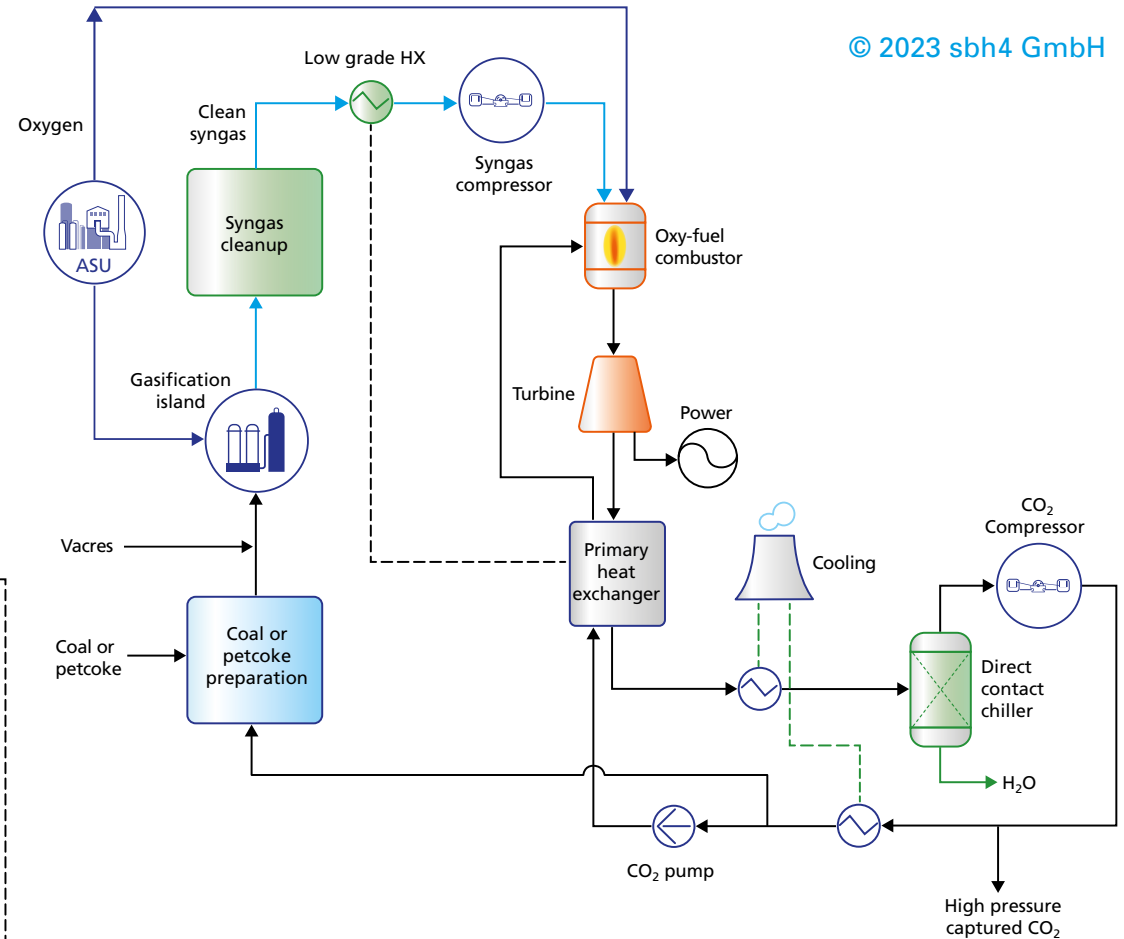 © 2023 sbh4 GmbH
Low grade HX
Clean
syngas
Oxygen
Syngas
compressor
ASU
Syngas
cleanup
Oxy-fuel
combustor
Gasification
island
Turbine
Power
CO₂
Compressor
Vacres
Primary
heat
exchanger
Cooling
Coal or
petcoke
Coal or
petcoke
preparation
Direct
contact
chiller
H₂O
CO₂ pump
High pressure
captured CO₂